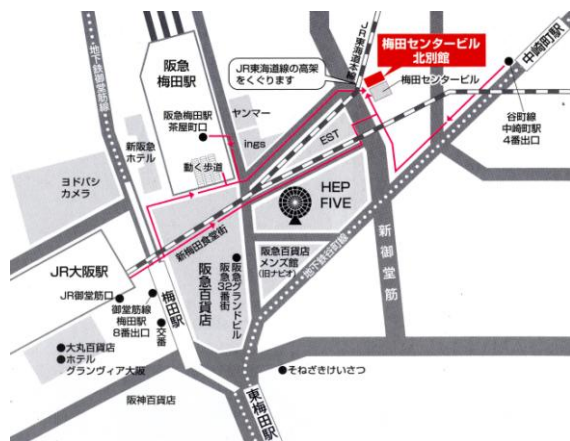 地下鉄御堂筋線
阪急
梅田駅
JR東海道線の高架
をくぐります
JR東海道本線
梅田センタービル
北別館
梅田センタービル
中崎町駅
谷町線
中崎町駅
4番出口
阪急梅田駅
茶屋町口
ヤンマー
新阪急
ホテル
動く歩道
ings
EST
ヨドバシ
カメラ
HEP
FIVE
新梅田食堂街
JR大阪駅
阪急百貨店
阪急グランドビル
阪急32番街
阪急百貨店
メンズ館
(旧ナビオ)
地下鉄谷町線
新御堂筋
JR御堂筋口
御堂筋線
梅田駅
8番出口
交番
梅田駅
大丸百貨店
ホテル
グランヴィア大阪
阪神百貨店
東梅田駅
そねざきけいさつ